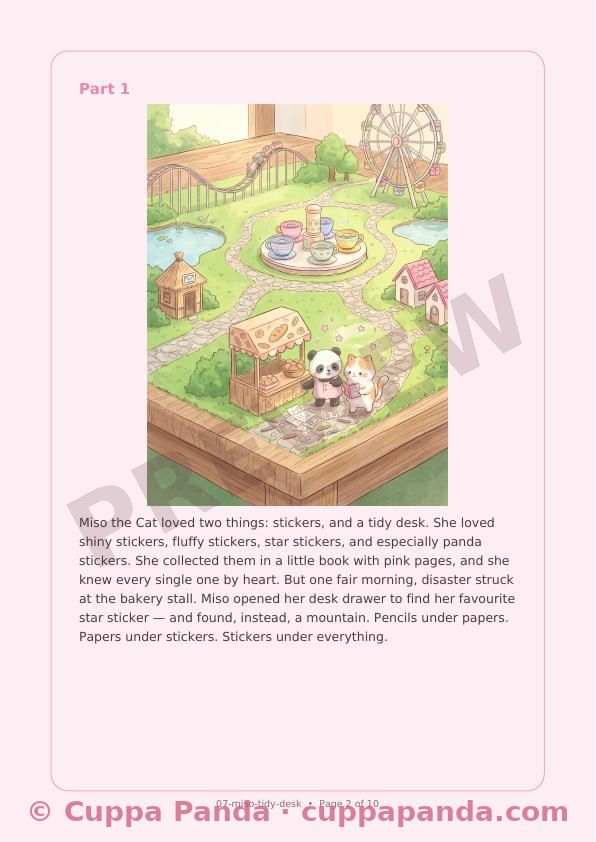 Part 1
Miso the Cat loved two things: stickers, and a tidy desk. She loved
shiny stickers, fluffy stickers, star stickers, and especially panda
stickers. She collected them in a little book with pink pages, and she
knew every single one by heart. But one fair morning, disaster struck
at the bakery stall. Miso opened her desk drawer to find her favourite
star sticker — and found, instead, a mountain. Pencils under papers.
Papers under stickers. Stickers under everything.
PREVIEW
07-miso-tidy-desk • Page 2 of 10
© Cuppa Panda · cuppapanda.com